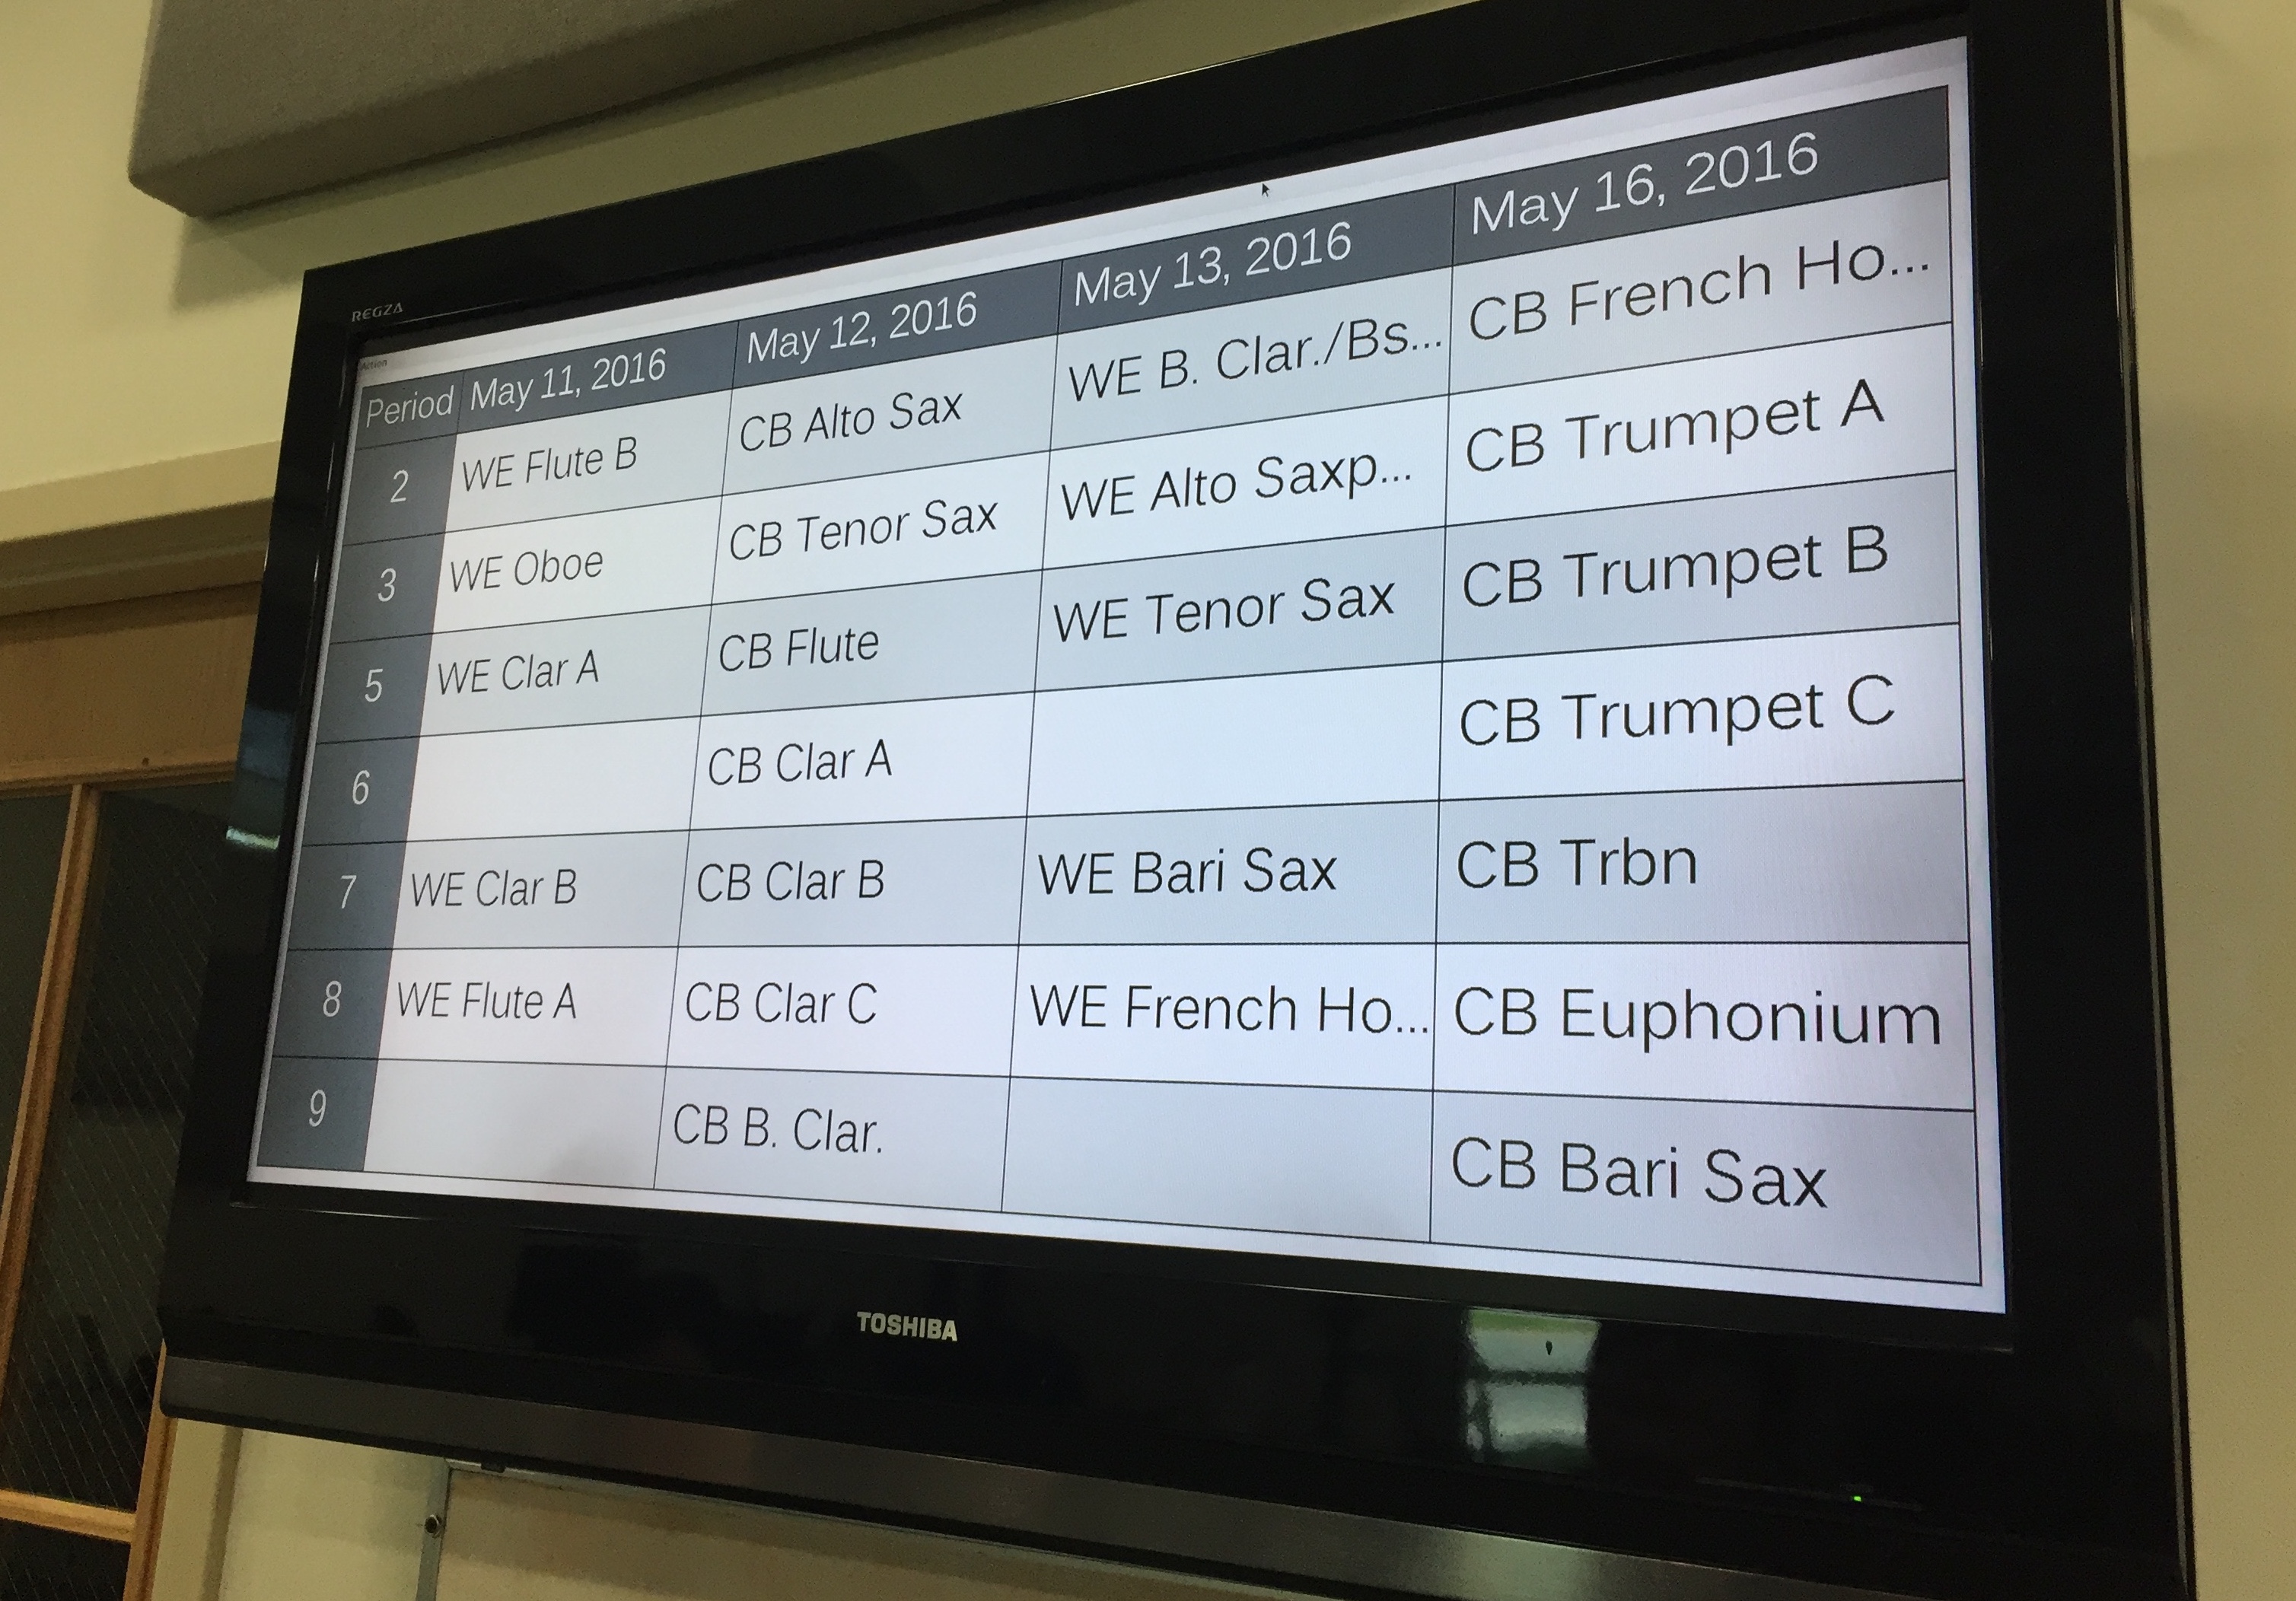 REGZA
Action
Period May 11, 2016 May 12, 2016 May 13, 2016 May 16, 2016
2 WE Flute B CB Alto Sax WE B. Clar./Bs... CB French Ho...
3 WE Oboe CB Tenor Sax WE Alto Saxp... CB Trumpet A
5 WE Clar A CB Flute WE Tenor Sax CB Trumpet B
6 CB Clar A CB Trumpet C
7 WE Clar B CB Clar B WE Bari Sax CB Trbn
8 WE Flute A CB Clar C WE French Ho... CB Euphonium
9 CB B. Clar. CB Bari Sax
TOSHIBA